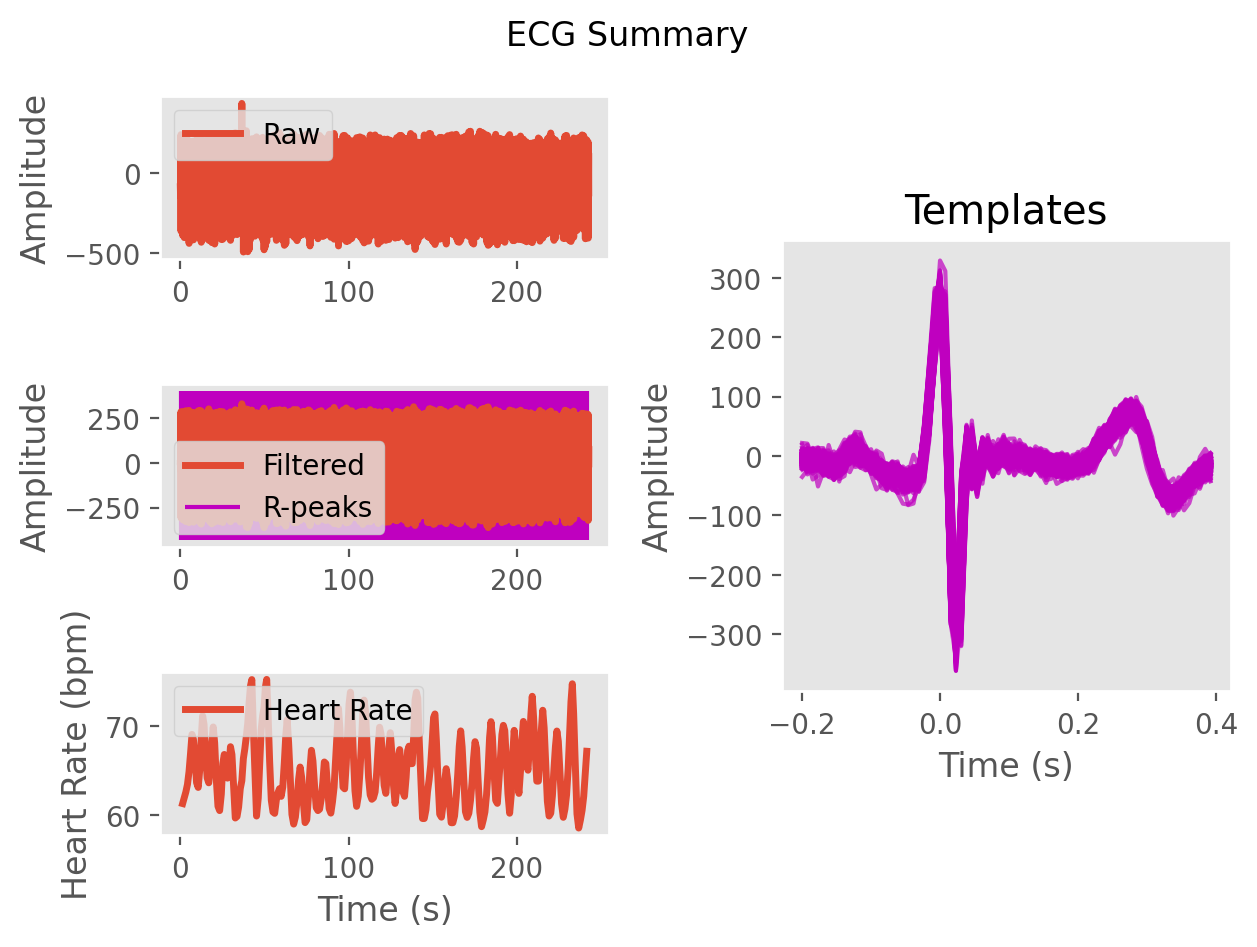 ECG Summary
Amplitude
Raw
0
−500
0 100 200
Amplitude
250
0
−250
Filtered
R-peaks
0 100 200
Heart Rate (bpm)
70
60
Heart Rate
0 100 200
Time (s)
Templates
Amplitude
300
200
100
0
−100
−200
−300
−0.2 0.0 0.2 0.4
Time (s)